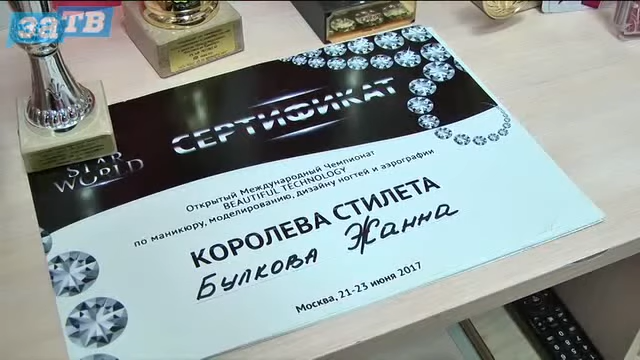 заТВ
СЕРТИФИКАТ
STAR
WORLD
Открытый Международный Чемпионат
BEAUTIFUL TECHNOLOGY
по маникюру, моделированию, дизайну ногтей и аэрографии
КОРОЛЕВА СТИЛЕТА
Булкова Жанна
Москва, 21-23 июня 2017